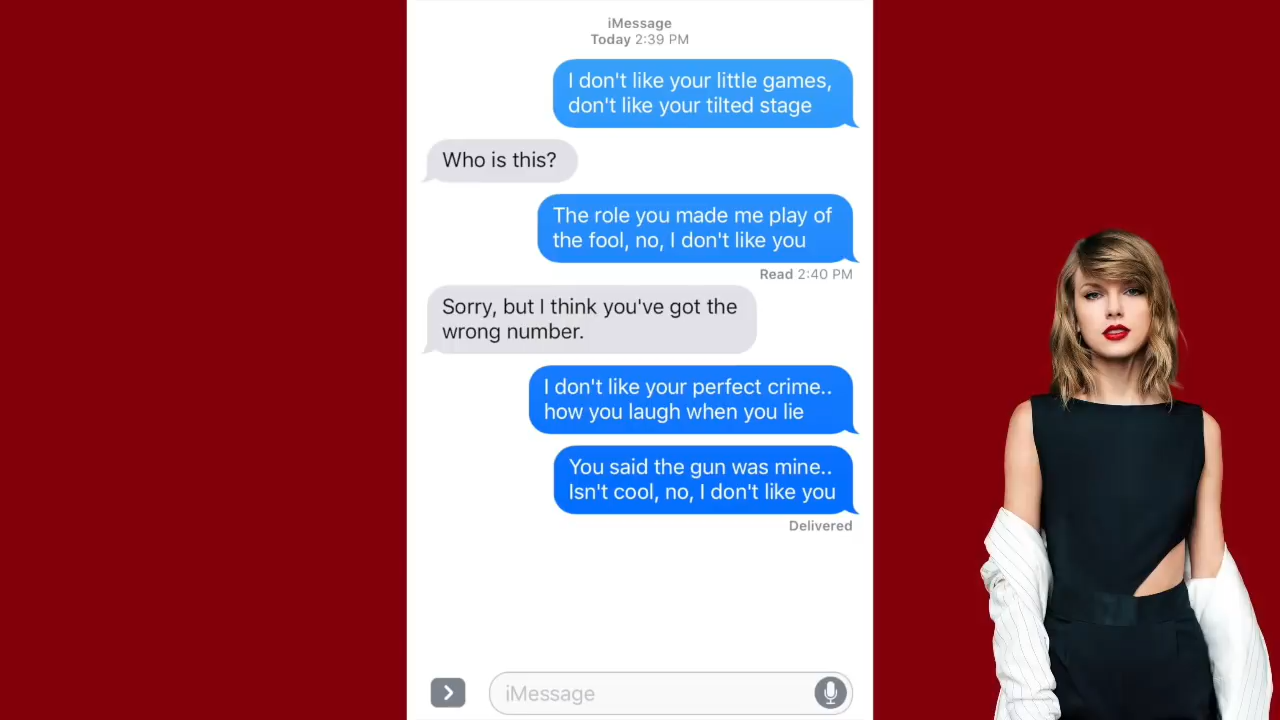 iMessage
Today 2:39 PM
I don't like your little games,
don't like your tilted stage
Who is this?
The role you made me play of
the fool, no, I don't like you
Read 2:40 PM
Sorry, but I think you've got the
wrong number.
I don't like your perfect crime..
how you laugh when you lie
You said the gun was mine..
Isn't cool, no, I don't like you
Delivered
iMessage